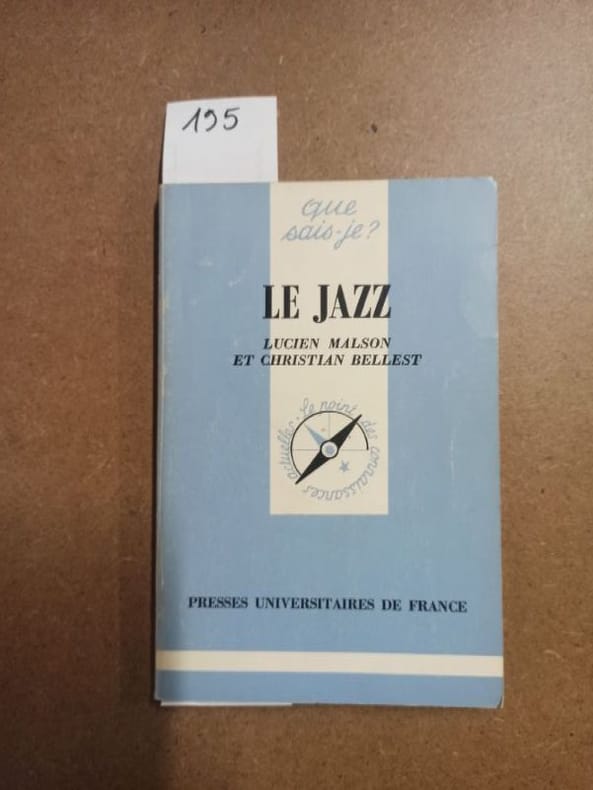 195
que
sais-je?
LE JAZZ
LUCIEN MALSON
ET CHRISTIAN BELLEST
Le point des connaissances actuelles
PRESSES UNIVERSITAIRES DE FRANCE